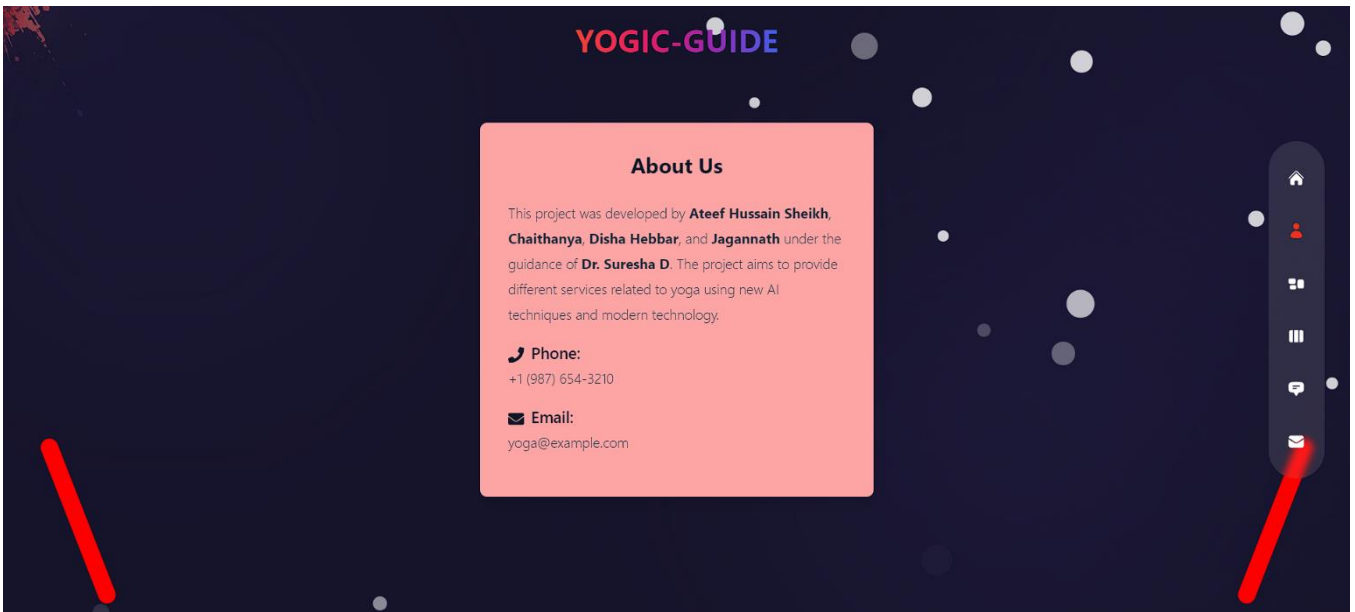 YOGIC-GUIDE
About Us
This project was developed by Ateef Hussain Sheikh,
Chaithanya, Disha Hebbar, and Jagannath under the
guidance of Dr. Suresha D. The project aims to provide
different services related to yoga using new AI
techniques and modern technology.
Phone:
+1 (987) 654-3210
Email:
yoga@example.com